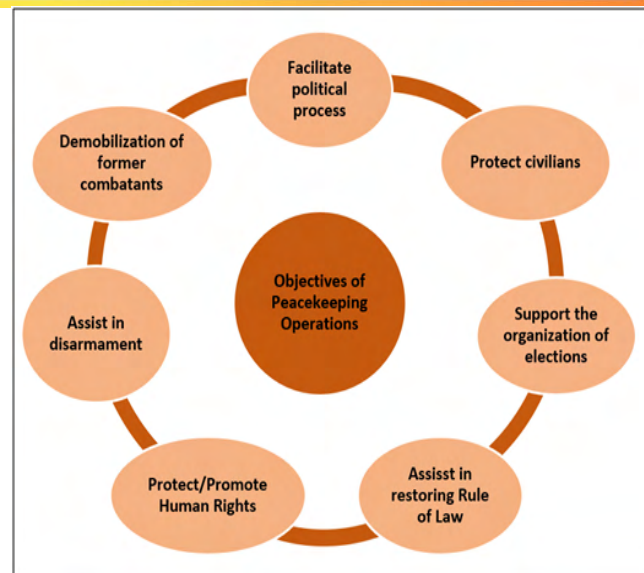 Facilitate
political
process
Protect civilians
Support the
organization of
elections
Assisst in
restoring Rule
of Law
Protect/Promote
Human Rights
Assist in
disarmament
Demobilization of
former
combatants
Objectives of
Peacekeeping
Operations